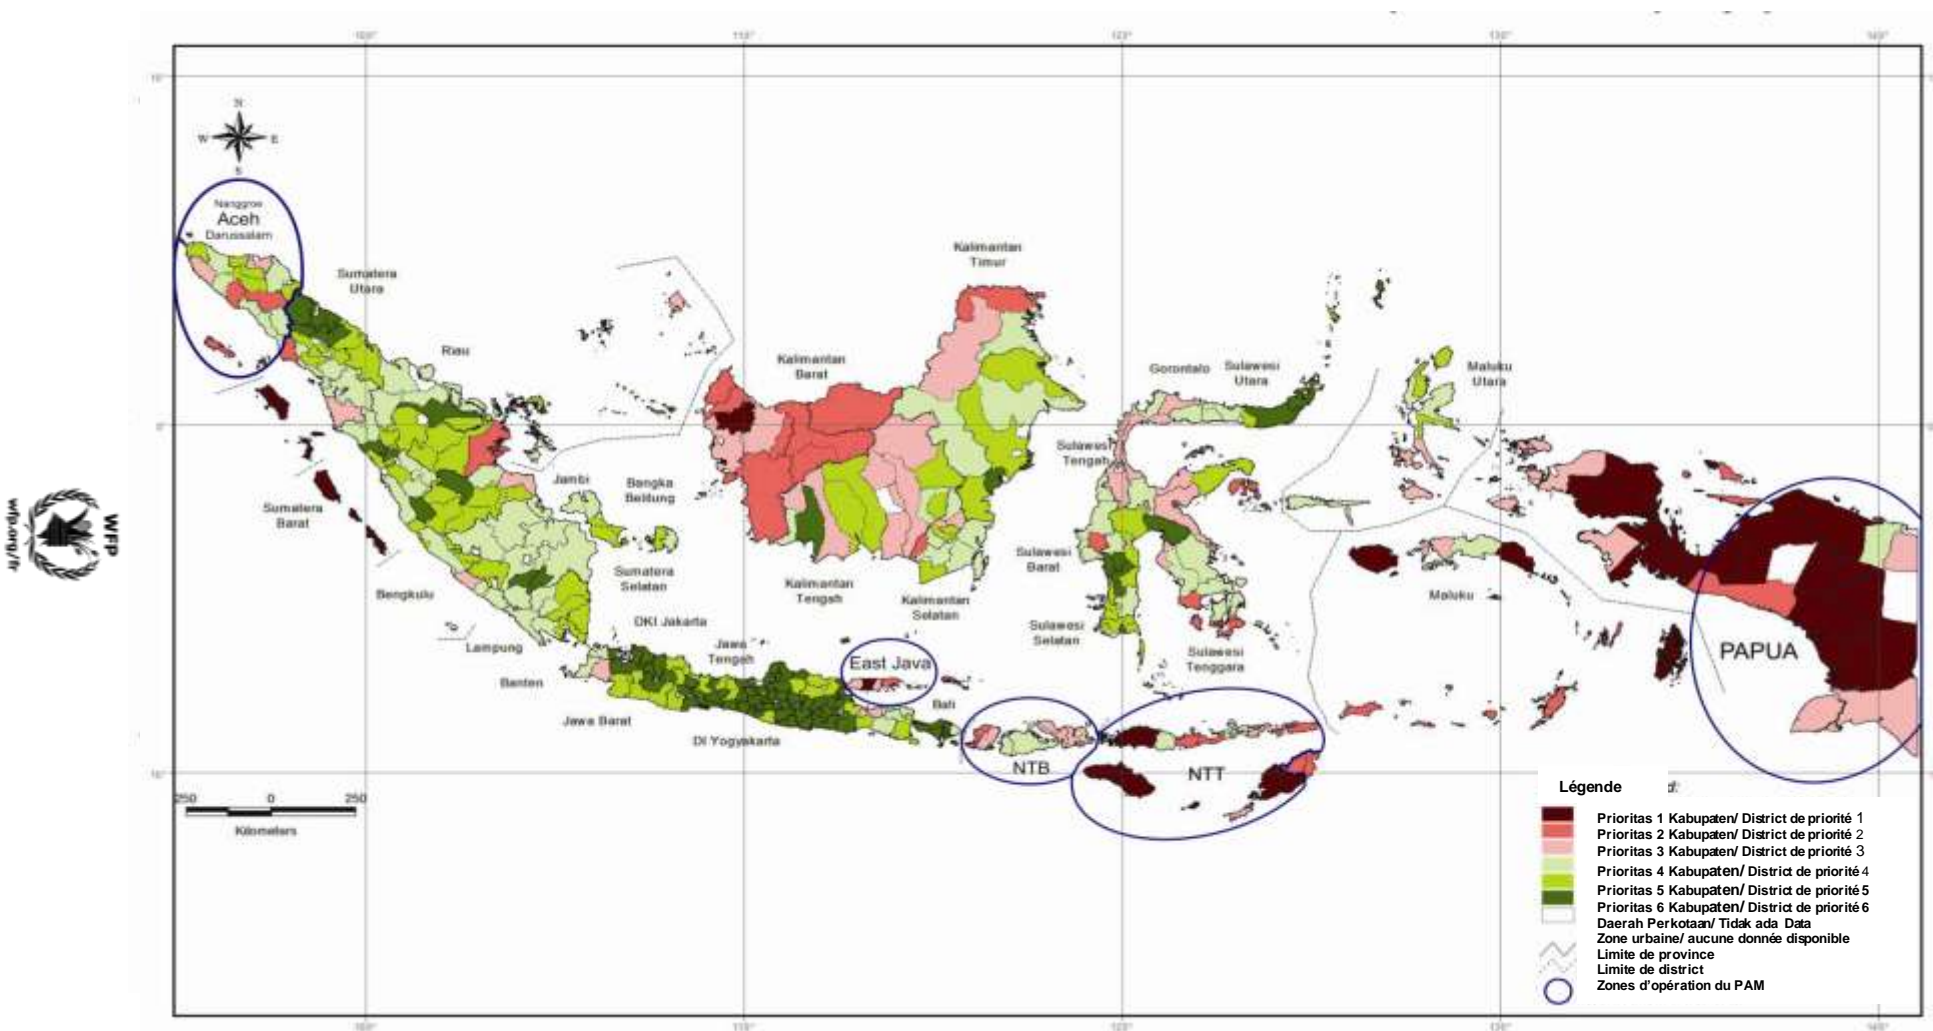 N
W E
S
Nanggroe
Aceh
Darussalam
Sumatera
Utara
Riau
Kalimantan
Timur
Kalimantan
Barat
Gorontalo
Sulawesi
Utara
Maluku
Utara
Sulawesi
Tengah
Jambi
Bangka
Belitung
Sumatera
Barat
Sulawesi
Barat
Sumatera
Selatan
Bengkulu
Kalimantan
Tengah
Kalimantan
Selatan
Maluku
DKI Jakarta
Sulawesi
Selatan
Lampung
Jawa
Tengah
Sulawesi
Tenggara
PAPUA
East Java
Banten
Bali
Jawa Barat
DI Yogyakarta
NTB
NTT
250 0 250
Kilometers
WFP
wfp.org/fr
Légende
Prioritas 1 Kabupaten/ District de priorité 1
Prioritas 2 Kabupaten/ District de priorité 2
Prioritas 3 Kabupaten/ District de priorité 3
Prioritas 4 Kabupaten/ District de priorité 4
Prioritas 5 Kabupaten/ District de priorité 5
Prioritas 6 Kabupaten/ District de priorité 6
Daerah Perkotaan/ Tidak ada Data
Zone urbaine/ aucune donnée disponible
Limite de province
Limite de district
Zones d’opération du PAM